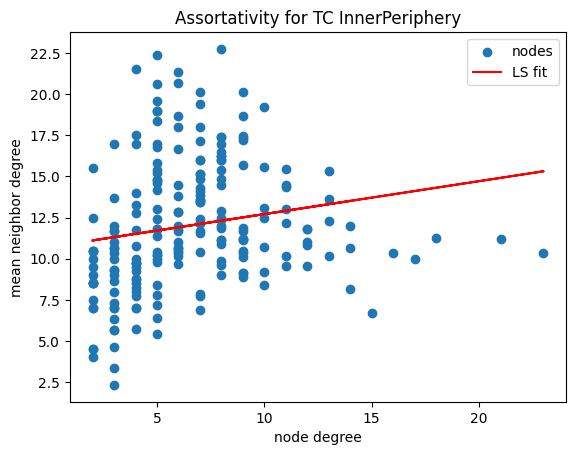 Assortativity for TC InnerPeriphery
nodes
LS fit
mean neighbor degree
22.5
20.0
17.5
15.0
12.5
10.0
7.5
5.0
2.5
5 10 15 20
node degree